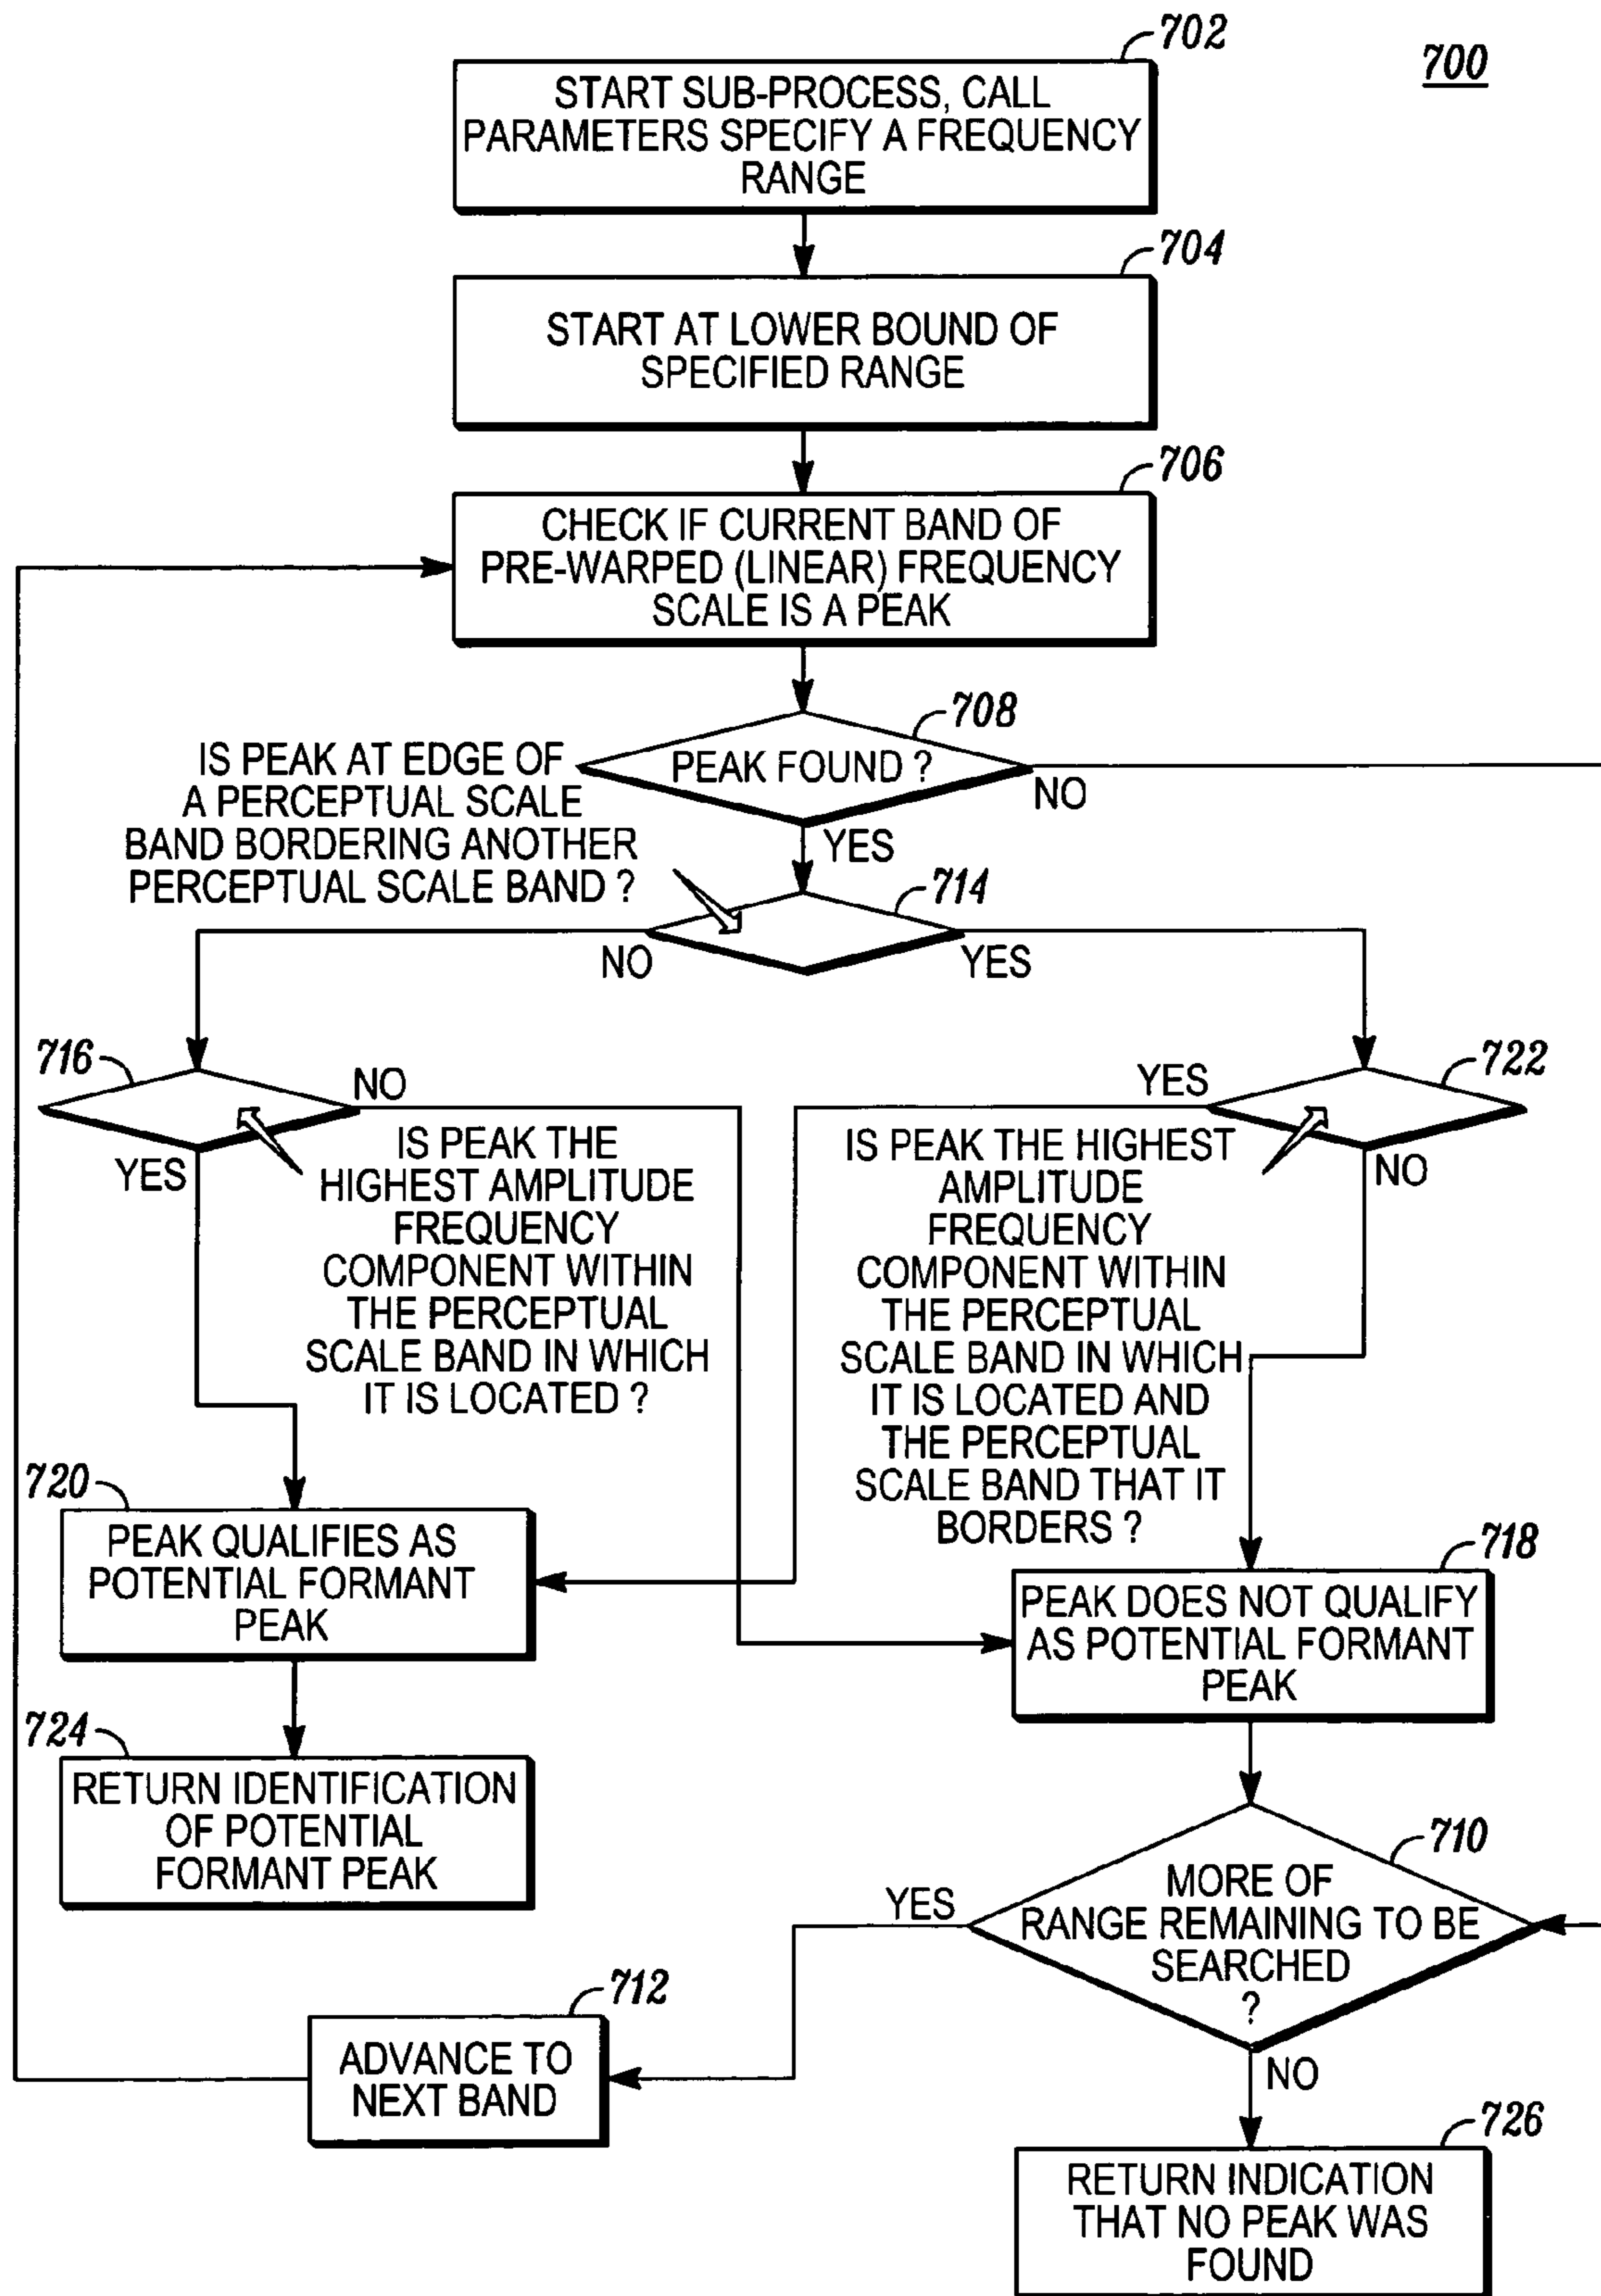 702
700
START SUB-PROCESS, CALL
PARAMETERS SPECIFY A FREQUENCY
RANGE
704
START AT LOWER BOUND OF
SPECIFIED RANGE
706
CHECK IF CURRENT BAND OF
PRE-WARPED (LINEAR) FREQUENCY
SCALE IS A PEAK
708
PEAK FOUND ?
NO
YES
IS PEAK AT EDGE OF
A PERCEPTUAL SCALE
BAND BORDERING ANOTHER
PERCEPTUAL SCALE BAND ?
714
NO
YES
716
NO
YES
IS PEAK THE
HIGHEST AMPLITUDE
FREQUENCY
COMPONENT WITHIN
THE PERCEPTUAL
SCALE BAND IN WHICH
IT IS LOCATED ?
722
YES
NO
IS PEAK THE HIGHEST
AMPLITUDE
FREQUENCY
COMPONENT WITHIN
THE PERCEPTUAL
SCALE BAND IN WHICH
IT IS LOCATED AND
THE PERCEPTUAL
SCALE BAND THAT IT
BORDERS ?
720
PEAK QUALIFIES AS
POTENTIAL FORMANT
PEAK
718
PEAK DOES NOT QUALIFY
AS POTENTIAL FORMANT
PEAK
724
RETURN IDENTIFICATION
OF POTENTIAL
FORMANT PEAK
710
MORE OF
RANGE REMAINING TO BE
SEARCHED
?
YES
NO
712
ADVANCE TO
NEXT BAND
726
RETURN INDICATION
THAT NO PEAK WAS
FOUND